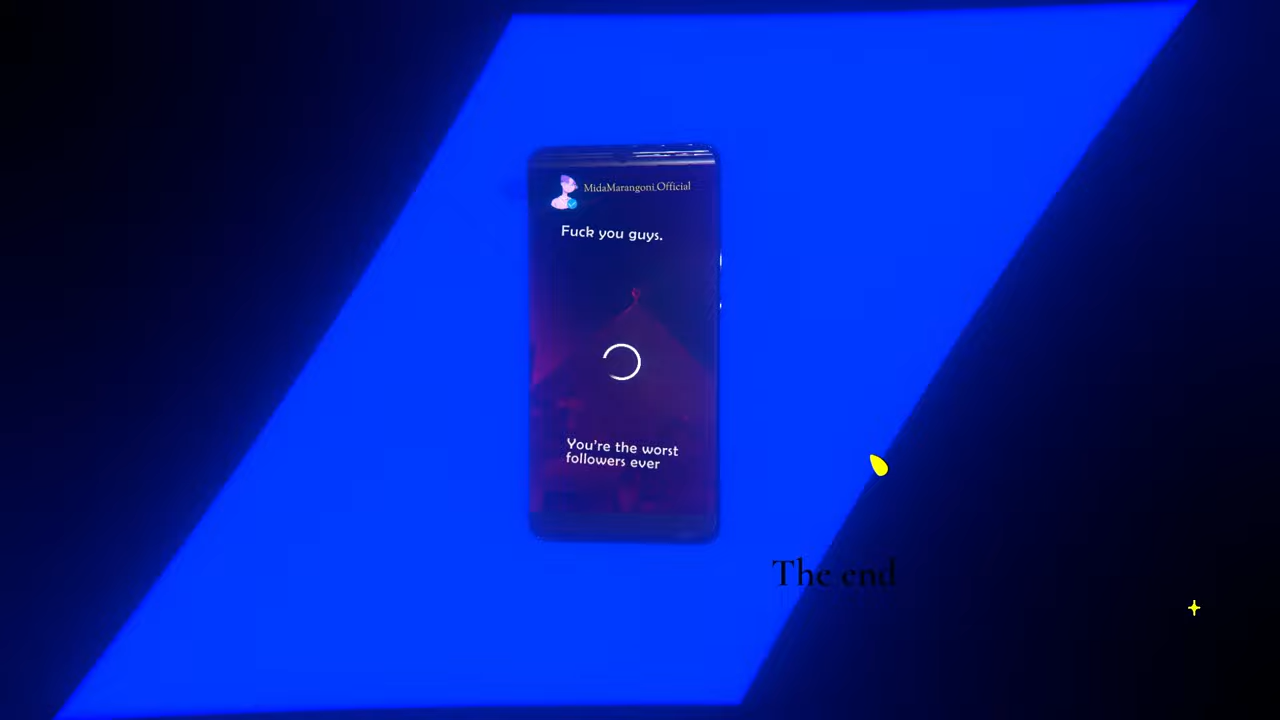 MidaMarangoni.Official
Fuck you guys.
You're the worst
followers ever
The end